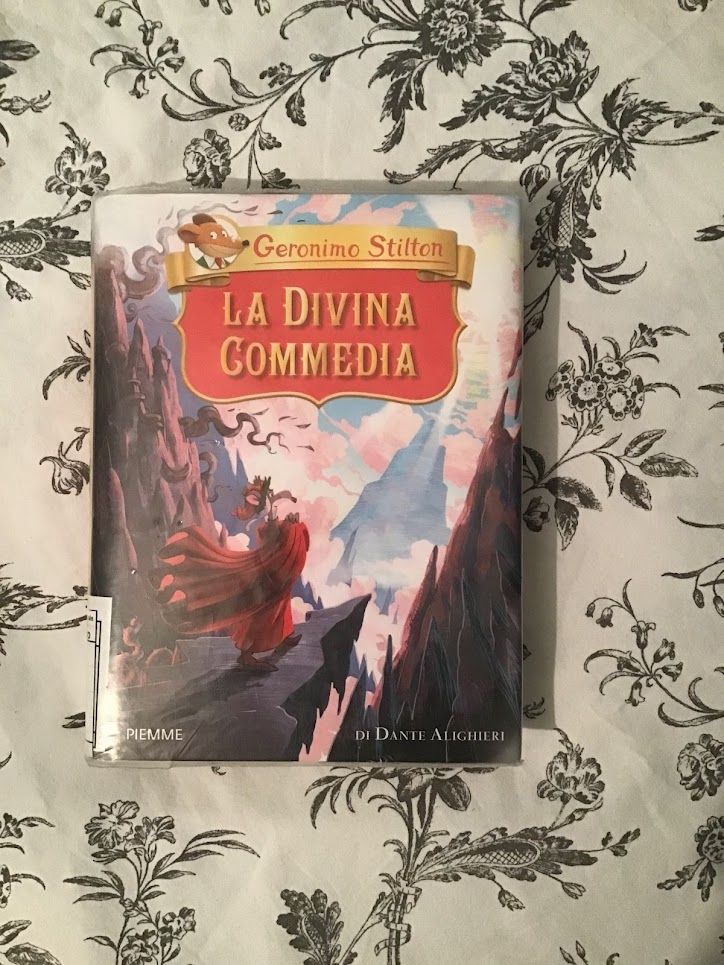 Geronimo Stilton
LA DIVINA
COMMEDIA
PIEMME
DI DANTE ALIGHIERI